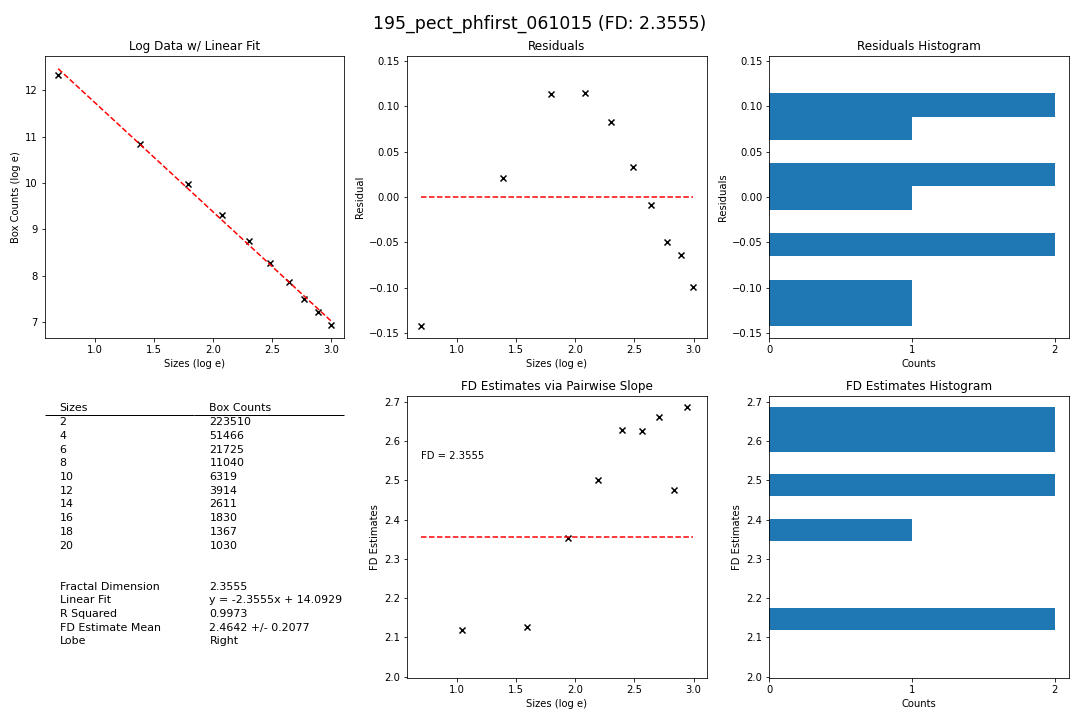 195_pect_phfirst_061015 (FD: 2.3555)
Log Data w/ Linear Fit
Box Counts (log e)
12
11
10
9
8
7
1.0 1.5 2.0 2.5 3.0
Sizes (log e)
Residuals
Residual
0.15
0.10
0.05
0.00
−0.05
−0.10
−0.15
1.0 1.5 2.0 2.5 3.0
Sizes (log e)
Residuals Histogram
Residuals
0.15
0.10
0.05
0.00
−0.05
−0.10
−0.15
0 1 2
Counts
Sizes Box Counts
2 223510
4 51466
6 21725
8 11040
10 6319
12 3914
14 2611
16 1830
18 1367
20 1030
Fractal Dimension 2.3555
Linear Fit y = -2.3555x + 14.0929
R Squared 0.9973
FD Estimate Mean 2.4642 +/- 0.2077
Lobe Right
FD Estimates via Pairwise Slope
FD Estimates
2.7
2.6
2.5
2.4
2.3
2.2
2.1
2.0
FD = 2.3555
1.0 1.5 2.0 2.5 3.0
Sizes (log e)
FD Estimates Histogram
FD Estimates
2.7
2.6
2.5
2.4
2.3
2.2
2.1
2.0
0 1 2
Counts